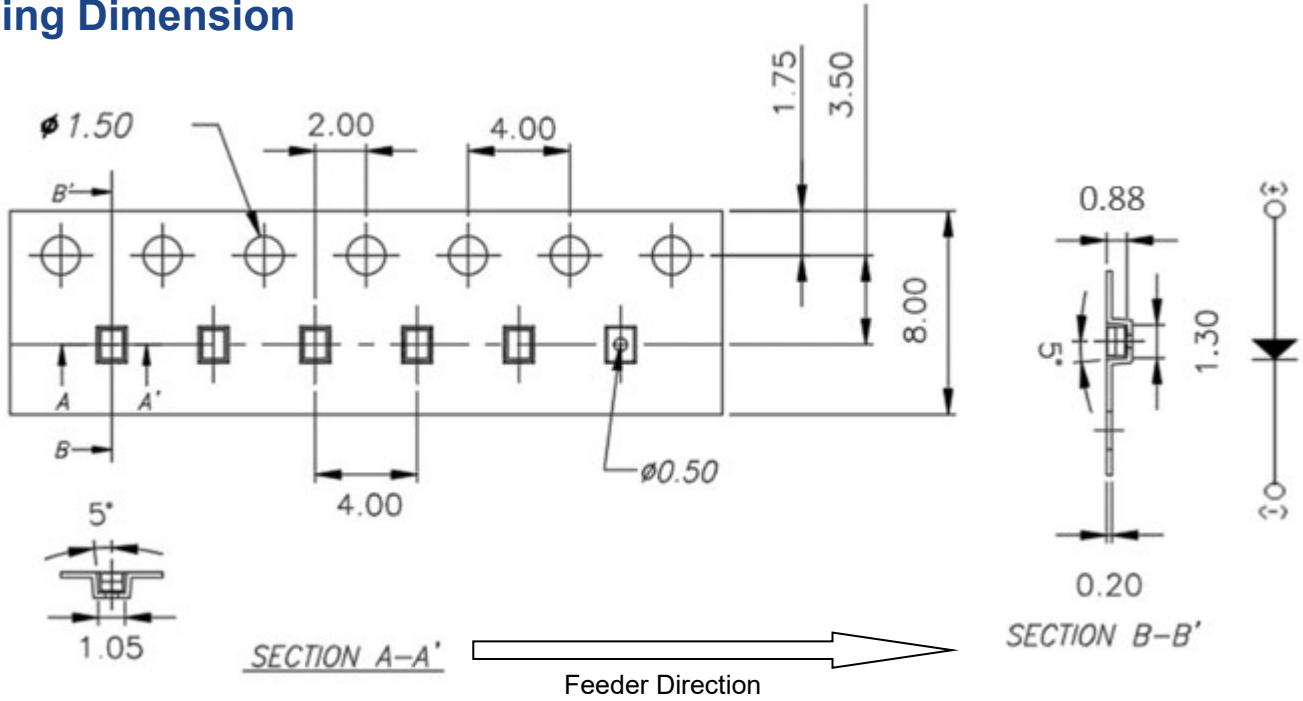 ing Dimension
ø 1.50
2.00
4.00
1.75
3.50
B'
8.00
A
A'
B
4.00
ø0.50
5°
1.05
SECTION A-A'
Feeder Direction
0.88
1.30
5°
0.20
SECTION B-B'
(+)
(-)